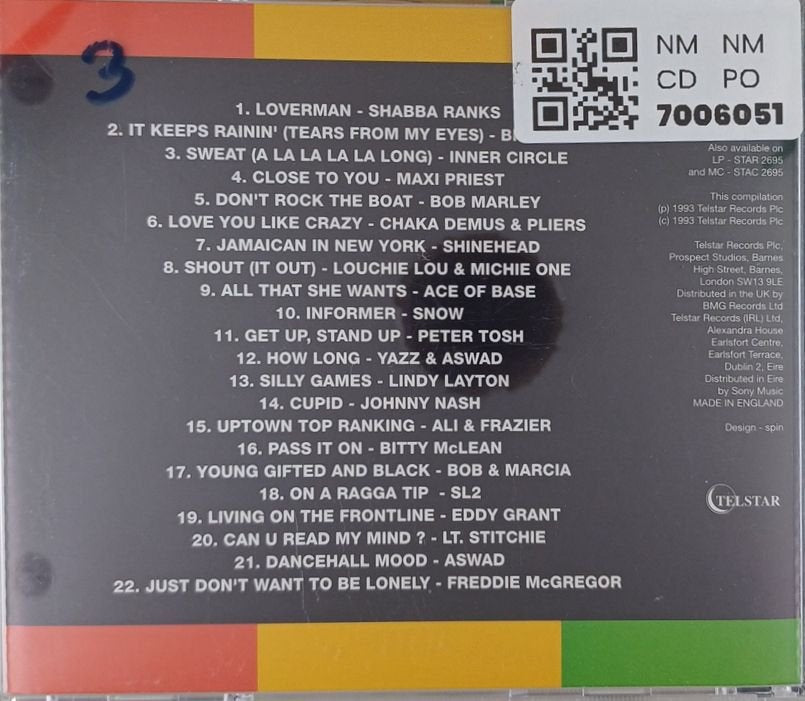 3
NM NM
CD PO
7006051
1. LOVERMAN - SHABBA RANKS
2. IT KEEPS RAININ' (TEARS FROM MY EYES) -
3. SWEAT (A LA LA LA LA LONG) - INNER CIRCLE
4. CLOSE TO YOU - MAXI PRIEST
5. DON'T ROCK THE BOAT - BOB MARLEY
6. LOVE YOU LIKE CRAZY - CHAKA DEMUS & PLIERS
7. JAMAICAN IN NEW YORK - SHINEHEAD
8. SHOUT (IT OUT) - LOUCHIE LOU & MICHIE ONE
9. ALL THAT SHE WANTS - ACE OF BASE
10. INFORMER - SNOW
11. GET UP, STAND UP - PETER TOSH
12. HOW LONG - YAZZ & ASWAD
13. SILLY GAMES - LINDY LAYTON
14. CUPID - JOHNNY NASH
15. UPTOWN TOP RANKING - ALI & FRAZIER
16. PASS IT ON - BITTY McLEAN
17. YOUNG GIFTED AND BLACK - BOB & MARCIA
18. ON A RAGGA TIP - SL2
19. LIVING ON THE FRONTLINE - EDDY GRANT
20. CAN U READ MY MIND ? - LT. STITCHIE
21. DANCEHALL MOOD - ASWAD
22. JUST DON'T WANT TO BE LONELY - FREDDIE McGREGOR
Also available on
LP - STAR 2695
and MC - STAC 2695
This compilation
(p) 1993 Telstar Records Plc
(c) 1993 Telstar Records Plc
Telstar Records Plc,
Prospect Studios, Barnes
High Street, Barnes,
London SW13 9LE
Distributed in the UK by
BMG Records Ltd
Telstar Records (IRL) Ltd,
Alexandra House
Earlsfort Centre,
Earlsfort Terrace,
Dublin 2, Eire
Distributed in Eire
by Sony Music
MADE IN ENGLAND
Design - spin
TELSTAR